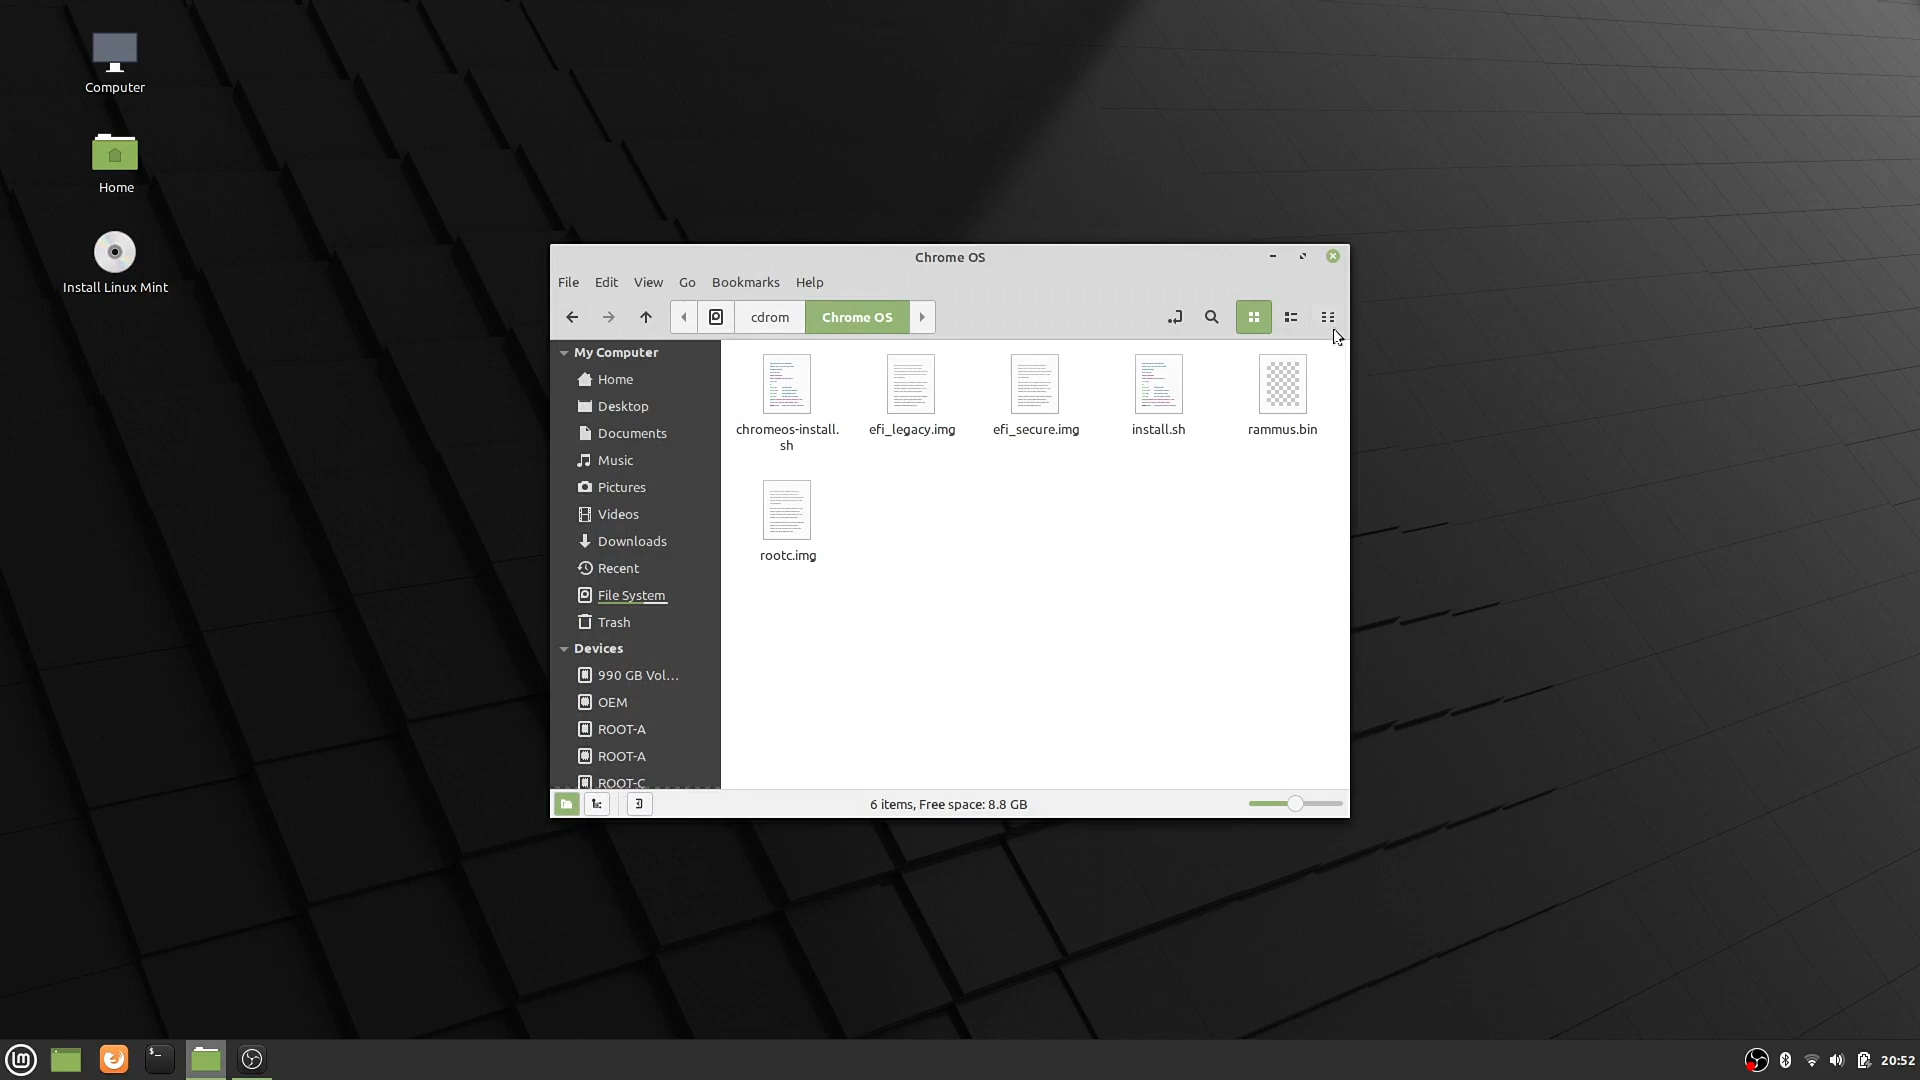 Computer
Home
Install Linux Mint
Chrome OS
File Edit View Go Bookmarks Help
cdrom Chrome OS
My Computer
Home
Desktop
Documents
Music
Pictures
Videos
Downloads
Recent
File System
Trash
Devices
990 GB Vol...
OEM
ROOT-A
ROOT-A
ROOT-C
chromeos-install.
sh
efi_legacy.img
efi_secure.img
install.sh
rammus.bin
rootc.img
6 items, Free space: 8.8 GB
20:52